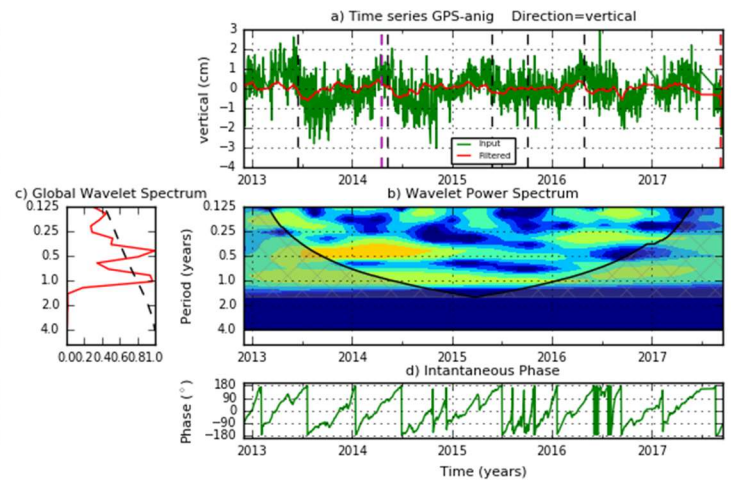 a) Time series GPS-anig Direction=vertical
vertical (cm)
3
2
1
0
−1
−2
−3
−4
Input
Filtered
2013 2014 2015 2016 2017
c) Global Wavelet Spectrum
0.125
0.25
0.5
1.0
2.0
4.0
0.00.20.40.60.81.0
b) Wavelet Power Spectrum
Period (years)
0.125
0.25
0.5
1.0
2.0
4.0
2013 2014 2015 2016 2017
d) Intantaneous Phase
Phase (°)
180
90
0
−90
−180
2013 2014 2015 2016 2017
Time (years)